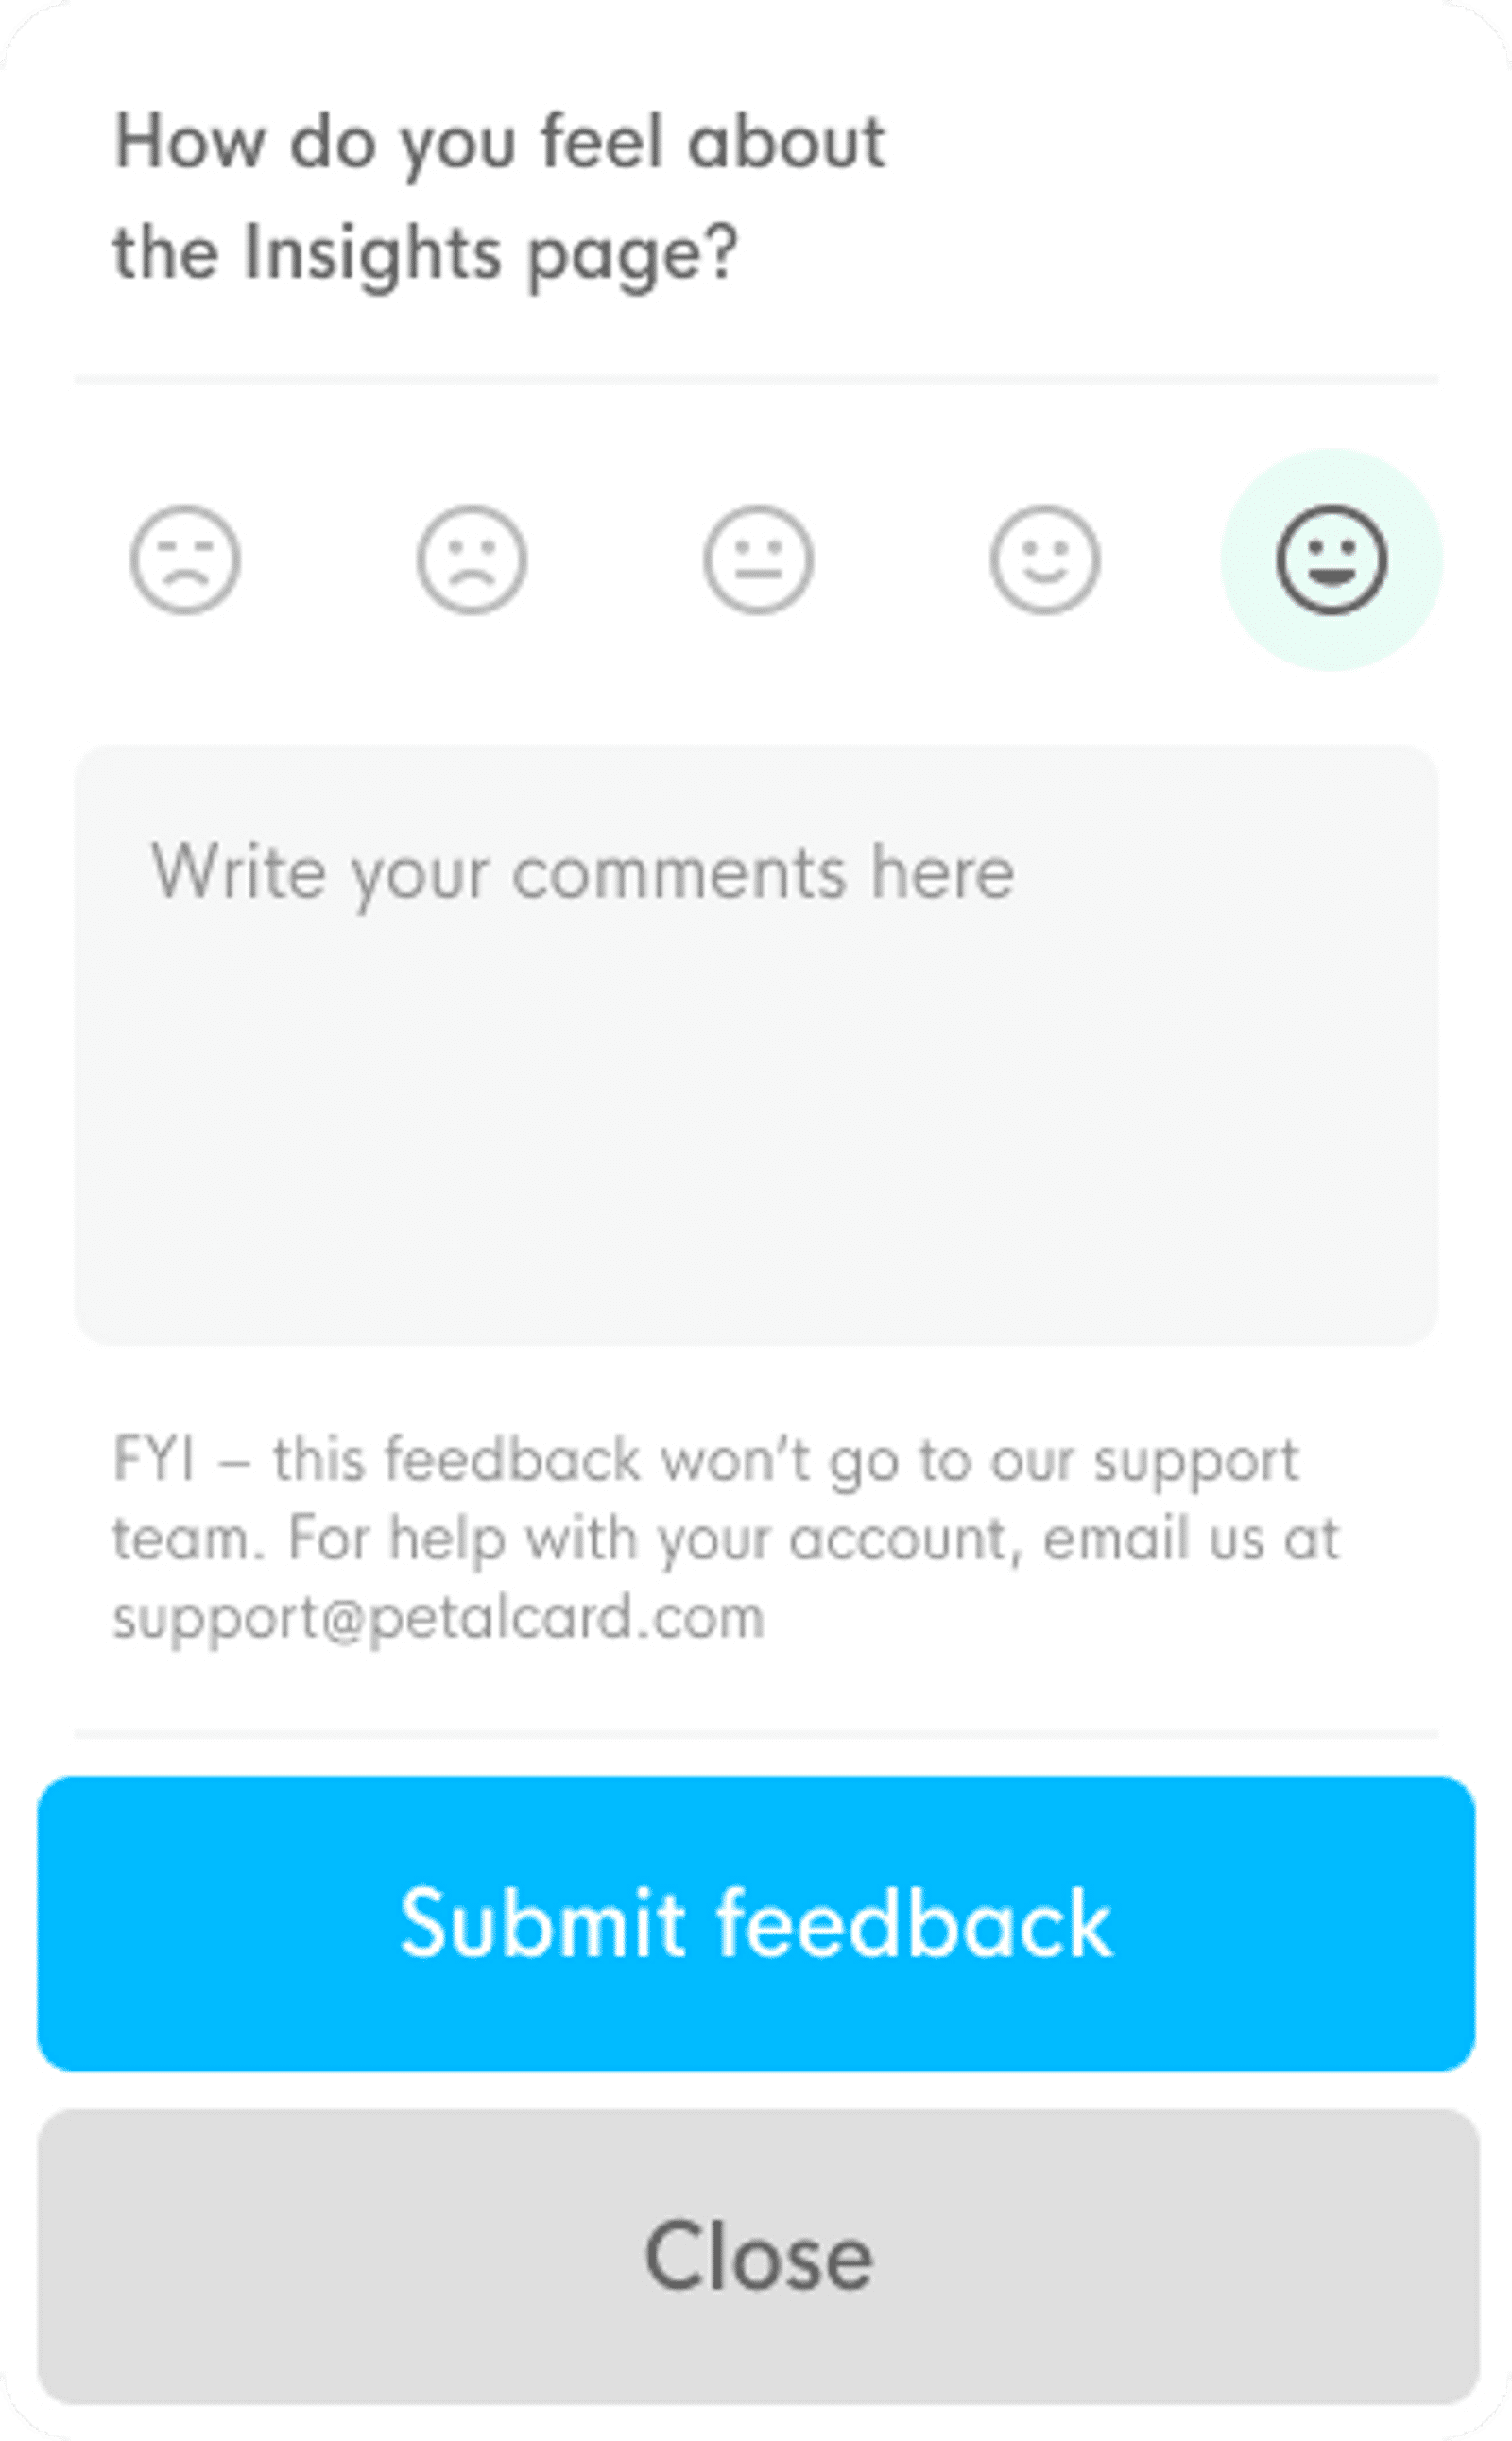 How do you feel about
the Insights page?
Write your comments here
FYI – this feedback won’t go to our support
team. For help with your account, email us at
support@petalcard.com
Submit feedback
Close